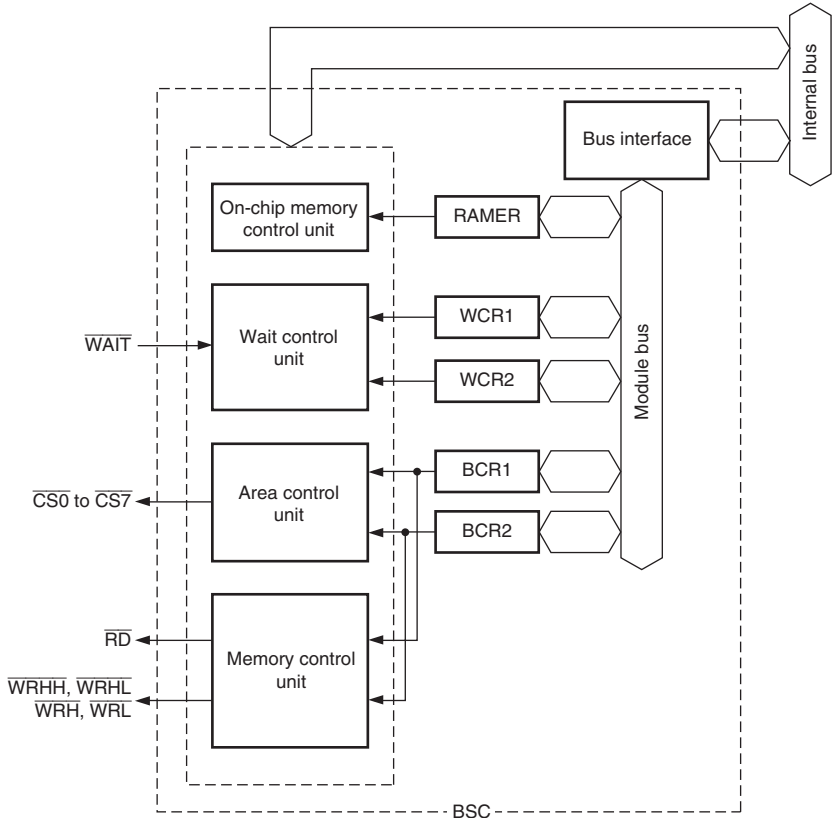 Internal bus
Bus interface
On-chip memory
control unit
RAMER
WAIT
Wait control
unit
WCR1
WCR2
Module bus
CS0 to CS7
Area control
unit
BCR1
BCR2
RD
WRHH, WRHL
WRH, WRL
Memory control
unit
BSC